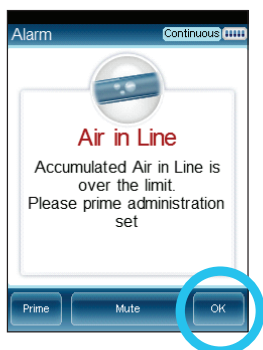 Alarm Continuous
Air in Line
Accumulated Air in Line is
over the limit.
Please prime administration
set
Prime Mute OK